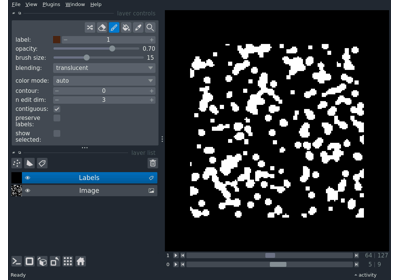 File View Plugins Window Help
layer controls
label: 1
opacity: 0.70
brush size: 15
blending: translucent
color mode: auto
contour: 0
n edit dim: 3
contiguous:
preserve
labels:
show
selected:
layer list
Labels
Image
1 64 127
0 5 9
Ready activity